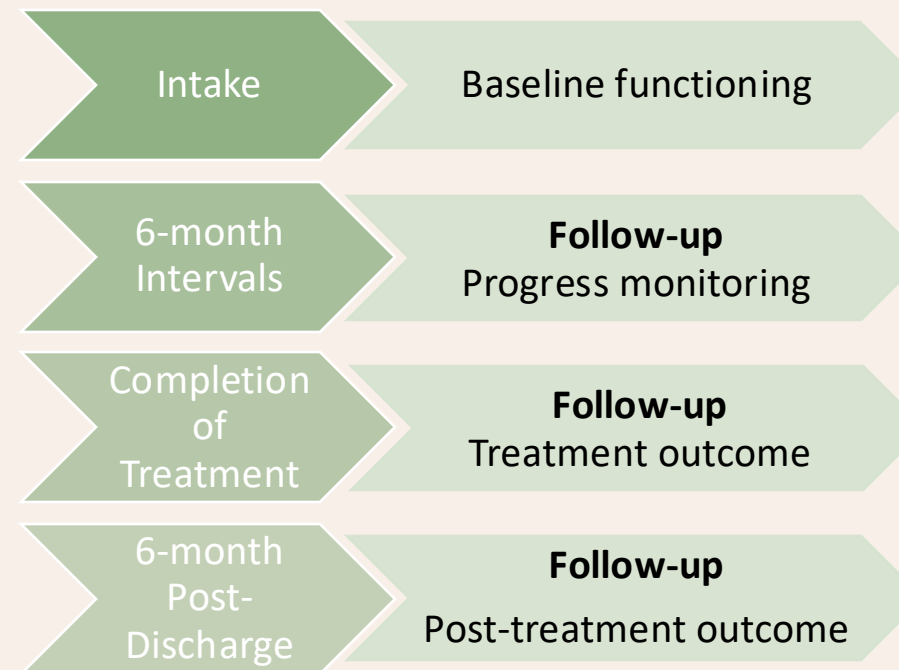 Intake
Baseline functioning
6-month
Intervals
Follow-up
Progress monitoring
Completion
of
Treatment
Follow-up
Treatment outcome
6-month
Post-
Discharge
Follow-up
Post-treatment outcome